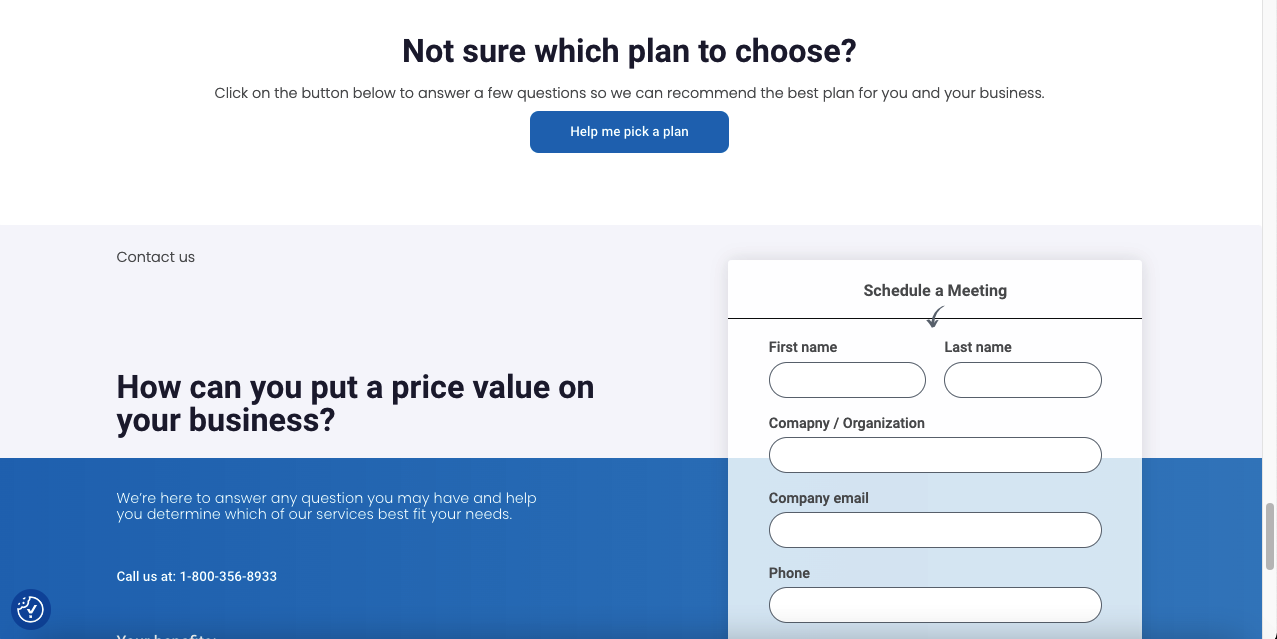 Not sure which plan to choose?
Click on the button below to answer a few questions so we can recommend the best plan for you and your business.
Help me pick a plan
Contact us
How can you put a price value on
your business?
We're here to answer any question you may have and help
you determine which of our services best fit your needs.
Call us at: 1-800-356-8933
Your benefits:
Schedule a Meeting
First name
Last name
Comapny / Organization
Company email
Phone